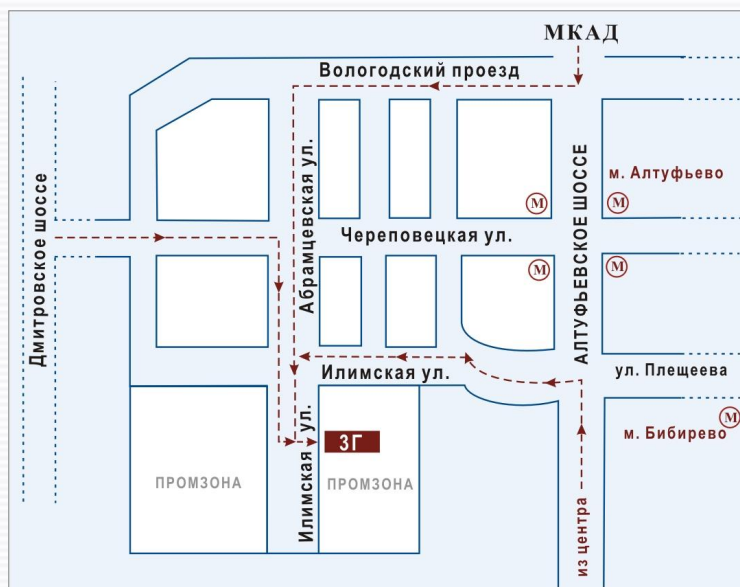 МКАД
Вологодский проезд
м. Алтуфьево
М
М
Абрамцевская ул.
Череповецкая ул.
АЛТУФЬЕВСКОЕ ШОССЕ
Дмитровское шоссе
М
М
Илимская ул.
ул. Плещеева
М
м. Бибирево
3Г
Илимская ул.
ПРОМЗОНА
ПРОМЗОНА
из центра